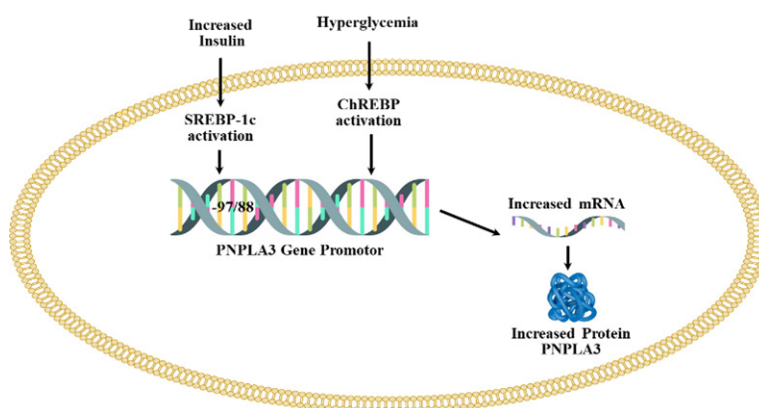 Increased
Insulin
Hyperglycemia
SREBP-1c
activation
ChREBP
activation
-97/88
PNPLA3 Gene Promotor
Increased mRNA
Increased Protein
PNPLA3